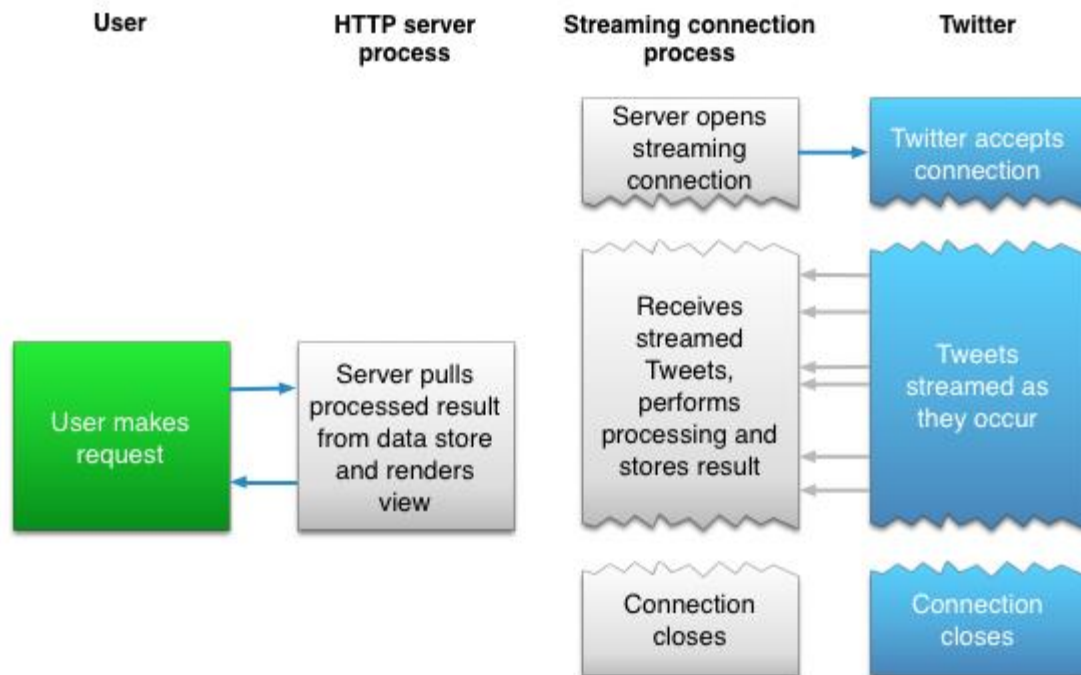 User
HTTP server
process
Streaming connection
process
Twitter
Server opens
streaming
connection
Twitter accepts
connection
User makes
request
Server pulls
processed result
from data store
and renders
view
Receives
streamed
Tweets,
performs
processing and
stores result
Tweets
streamed as
they occur
Connection
closes
Connection
closes